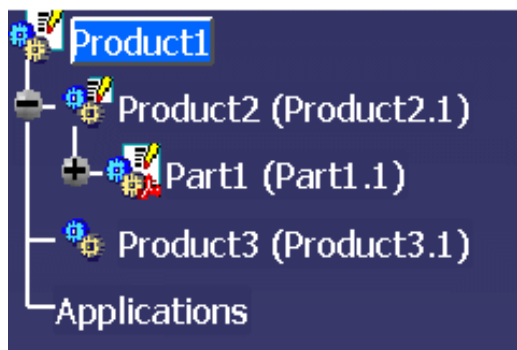 Product1
Product2 (Product2.1)
Part1 (Part1.1)
Product3 (Product3.1)
Applications